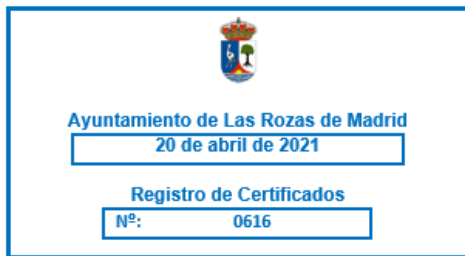 Ayuntamiento de Las Rozas de Madrid
20 de abril de 2021
Registro de Certificados
Nº: 0616